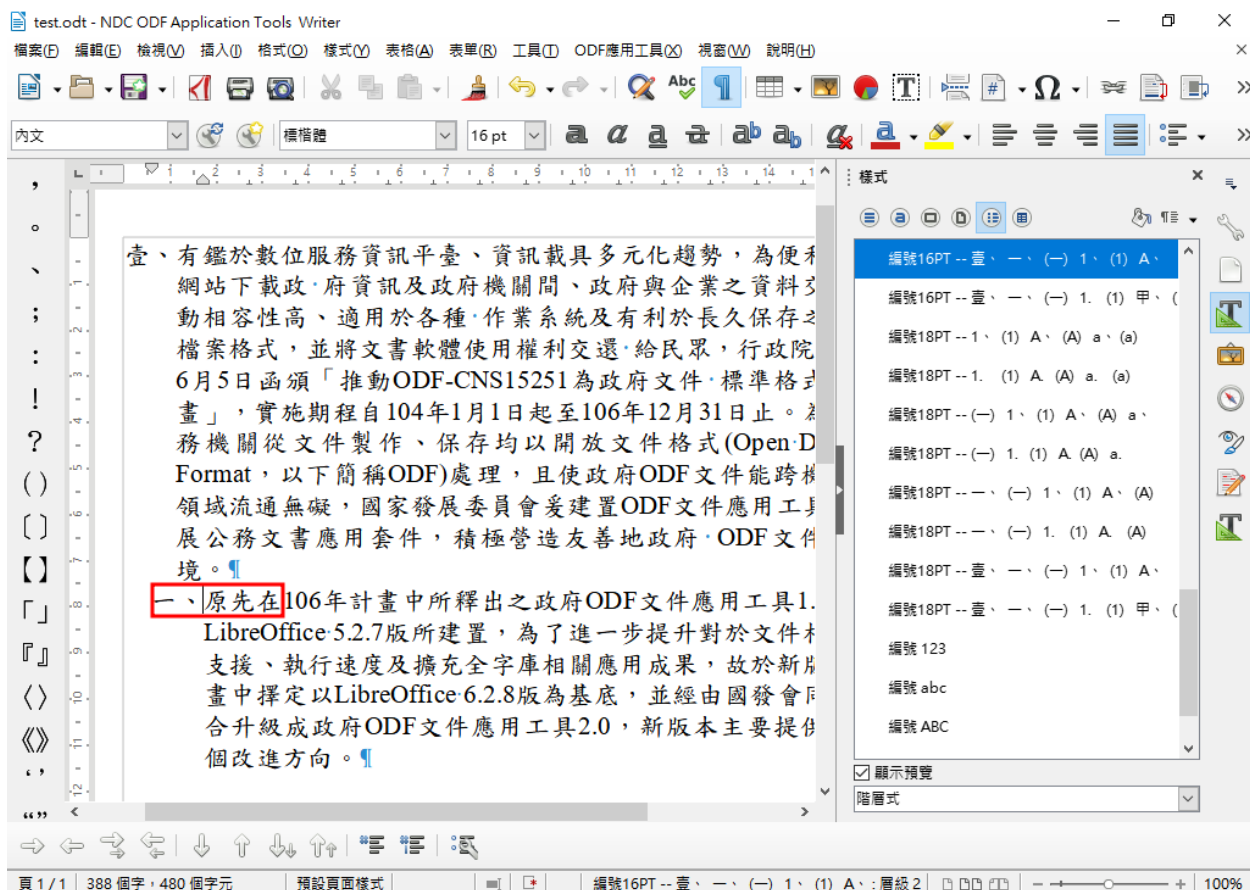 test.odt - NDC ODF Application Tools Writer
檔案(F) 編輯(E) 檢視(V) 插入(I) 格式(O) 樣式(Y) 表格(A) 表單(R) 工具(T) ODF應用工具(X) 視窗(W) 說明(H)
內文 標楷體 16 pt
樣式
壹、有鑑於數位服務資訊平臺、資訊載具多元化趨勢，為便利
網站下載政·府資訊及政府機關間、政府與企業之資料交
動相容性高、適用於各種·作業系統及有利於長久保存之
檔案格式，並將文書軟體使用權利交還·給民眾，行政院
6月5日函頒「推動ODF-CNS15251為政府文件·標準格式
畫」，實施期程自104年1月1日起至106年12月31日止。為
務機關從文件製作、保存均以開放文件格式(Open·D
Format，以下簡稱ODF)處理，且使政府ODF文件能跨機
領域流通無礙，國家發展委員會爰建置ODF文件應用工具
展公務文書應用套件，積極營造友善地政府·ODF文件
境。¶
一、原先在106年計畫中所釋出之政府ODF文件應用工具1.
LibreOffice·5.2.7版所建置，為了進一步提升對於文件相
支援、執行速度及擴充全字庫相關應用成果，故於新版
畫中擇定以LibreOffice·6.2.8版為基底，並經由國發會同
合升級成政府ODF文件應用工具2.0，新版本主要提供
個改進方向。¶
編號16PT -- 壹、 一、 (一) 1、 (1) A、
編號16PT -- 壹、 一、 (一) 1. (1) 甲、 (
編號18PT -- 1、 (1) A、 (A) a、(a)
編號18PT -- 1. (1) A. (A) a. (a)
編號18PT -- (一) 1、 (1) A、 (A) a、
編號18PT -- (一) 1. (1) A. (A) a.
編號18PT -- 一、 (一) 1、 (1) A、 (A)
編號18PT -- 一、 (一) 1. (1) A. (A)
編號18PT -- 壹、 一、 (一) 1、 (1) A、
編號18PT -- 壹、 一、 (一) 1. (1) 甲、 (
編號 123
編號 abc
編號 ABC
顯示預覽
階層式
頁 1 / 1 388 個字，480 個字元 預設頁面樣式 編號16PT -- 壹、 一、 (一) 1、 (1) A、 : 層級 2 100%